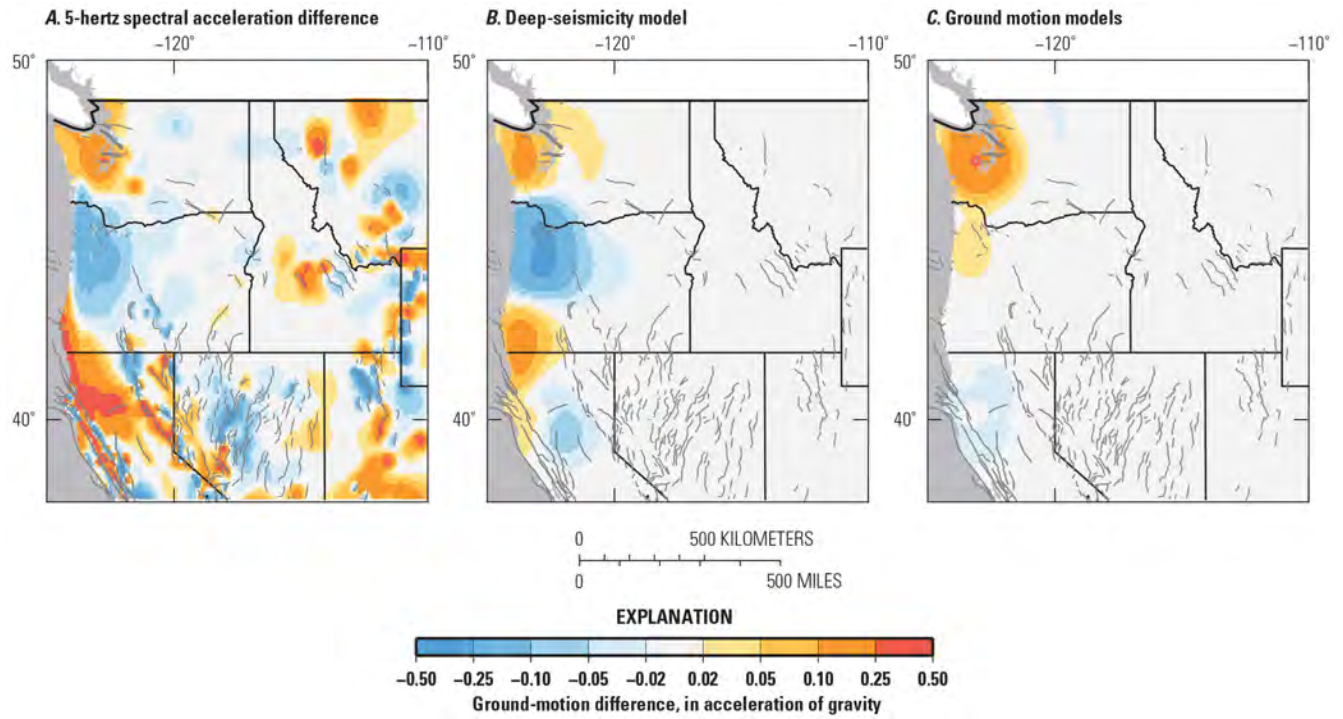 A. 5-hertz spectral acceleration difference
B. Deep-seismicity model
C. Ground motion models
−120° −110° −120° −110° −120° −110°
50° 50° 50°
40° 40° 40°
0 500 KILOMETERS
0 500 MILES
EXPLANATION
−0.50 −0.25 −0.10 −0.05 −0.02 0.02 0.05 0.10 0.25 0.50
Ground-motion difference, in acceleration of gravity